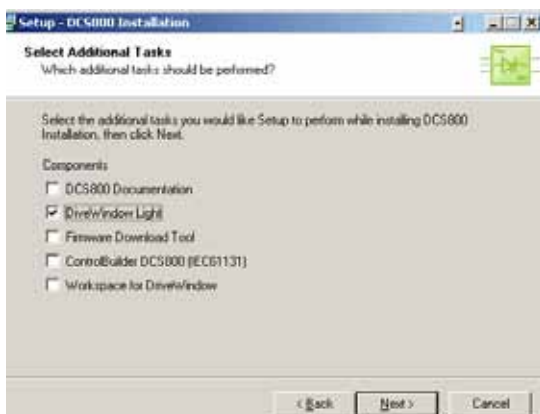 Setup - DCS800 Installation
Select Additional Tasks
Which additional tasks should be performed?
Select the additional tasks you would like Setup to perform while installing DCS800
Installation, then click Next.
Components
DCS800 Documentation
DriveWindow Light
Firmware Download Tool
ControlBuilder DCS800 (IEC61131)
Workspace for DriveWindow
< Back
Next >
Cancel